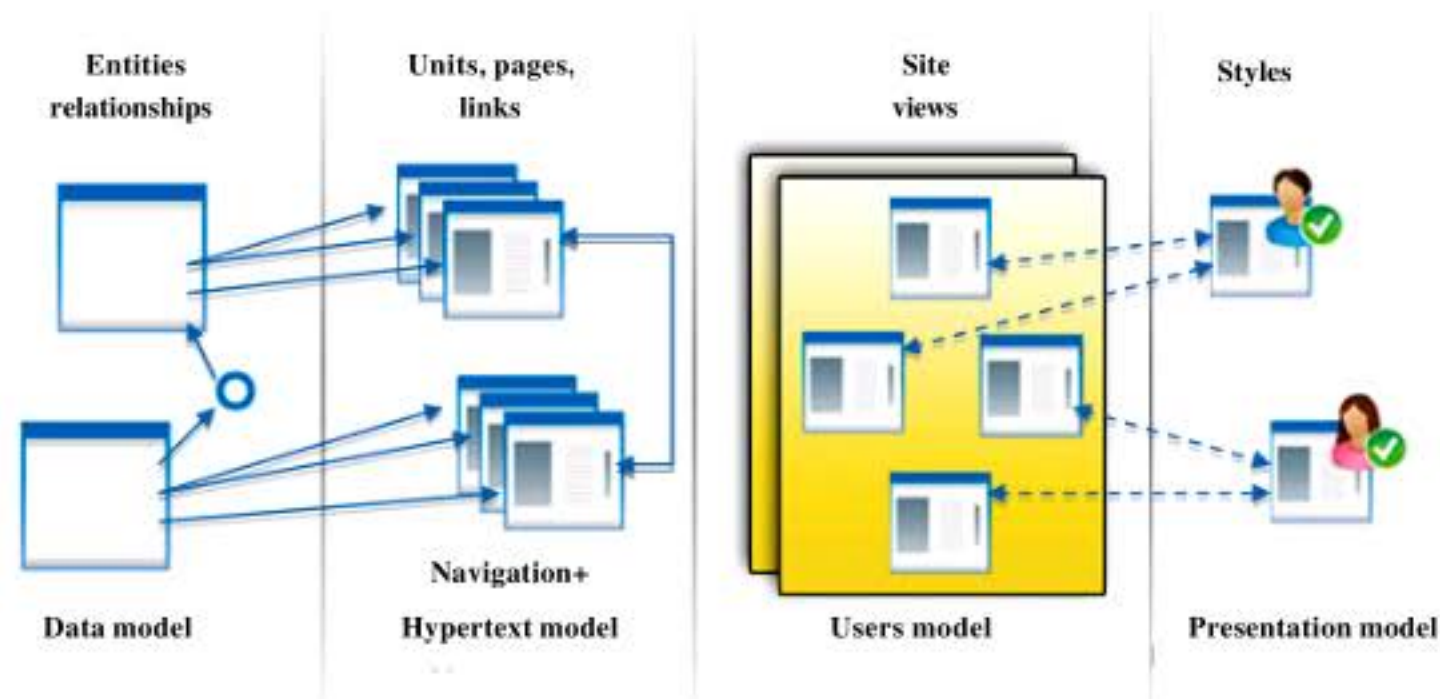 Entities
relationships
Units, pages,
links
Site
views
Styles
Navigation+
Data model
Hypertext model
Users model
Presentation model